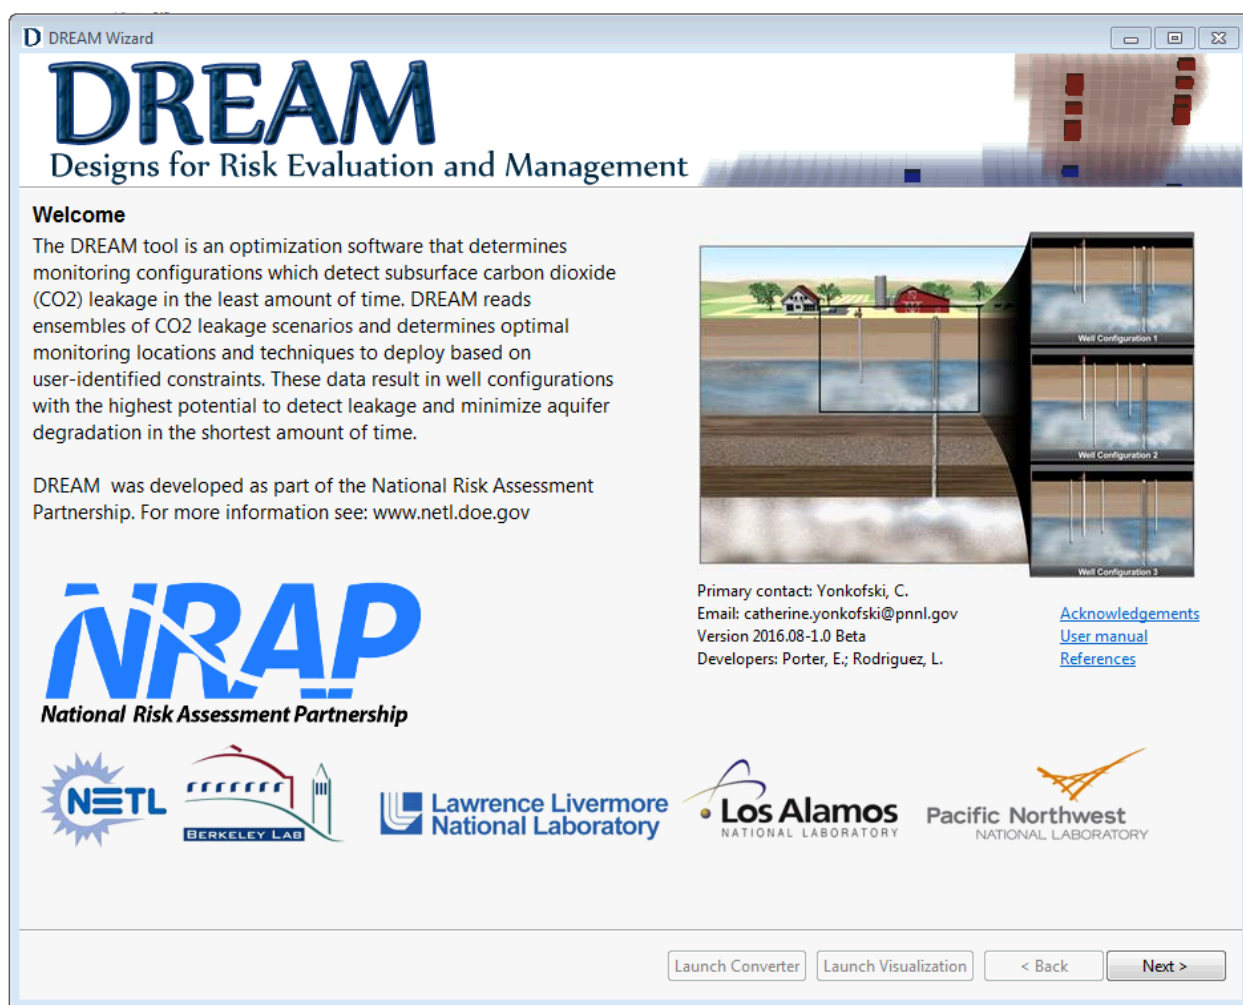 DREAM Wizard
DREAM
Designs for Risk Evaluation and Management
Welcome
The DREAM tool is an optimization software that determines
monitoring configurations which detect subsurface carbon dioxide
(CO2) leakage in the least amount of time. DREAM reads
ensembles of CO2 leakage scenarios and determines optimal
monitoring locations and techniques to deploy based on
user-identified constraints. These data result in well configurations
with the highest potential to detect leakage and minimize aquifer
degradation in the shortest amount of time.
DREAM  was developed as part of the National Risk Assessment
Partnership. For more information see: www.netl.doe.gov
Well Configuration 1
Well Configuration 2
Well Configuration 3
Primary contact: Yonkofski, C.
Email: catherine.yonkofski@pnnl.gov
Version 2016.08-1.0 Beta
Developers: Porter, E.; Rodriguez, L.
Acknowledgements
User manual
References
NRAP
National Risk Assessment Partnership
NETL
BERKELEY LAB
Lawrence Livermore
National Laboratory
Los Alamos
NATIONAL LABORATORY
Pacific Northwest
NATIONAL LABORATORY
Launch Converter
Launch Visualization
< Back
Next >